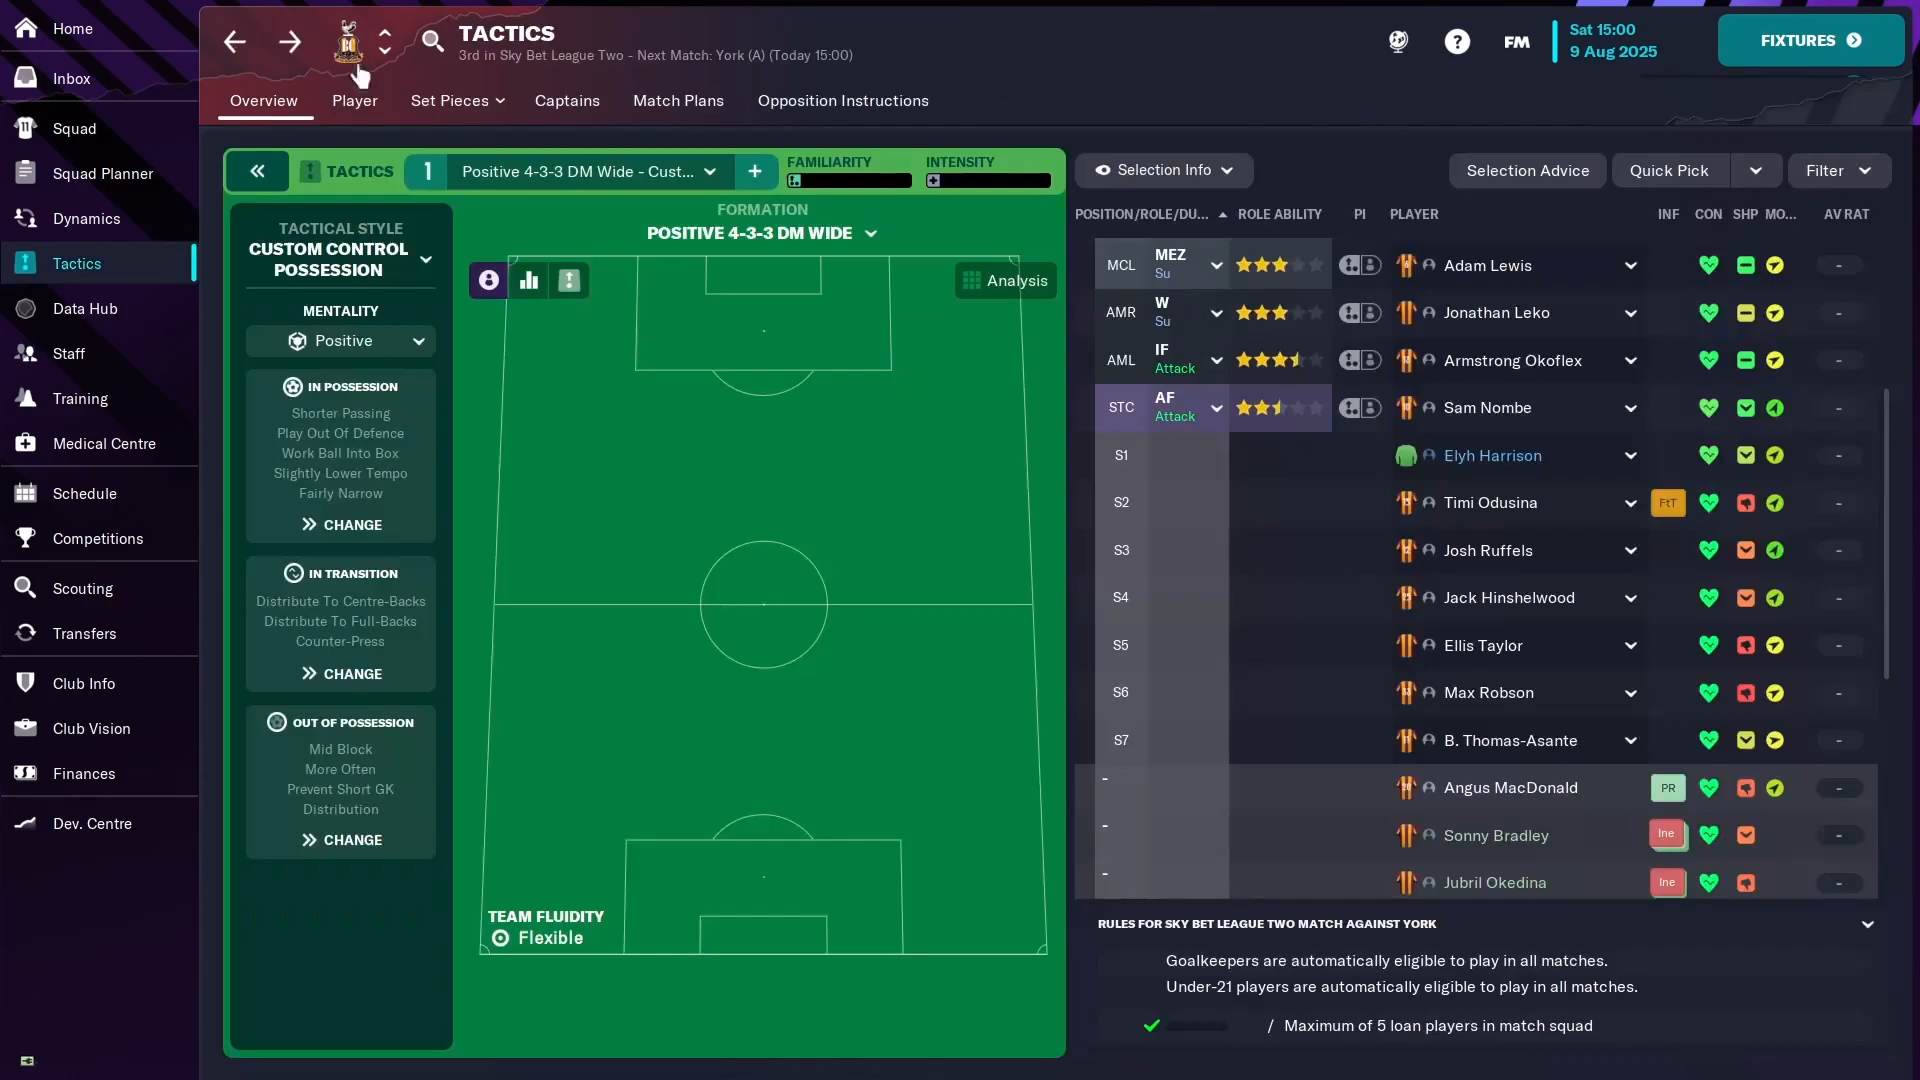 Home
Inbox
Squad
Squad Planner
Dynamics
Tactics
Data Hub
Staff
Training
Medical Centre
Schedule
Competitions
Scouting
Transfers
Club Info
Club Vision
Finances
Dev. Centre
TACTICS
3rd in Sky Bet League Two - Next Match: York (A) (Today 15:00)
FM
Sat 15:00
9 Aug 2025
FIXTURES
Overview
Player
Set Pieces
Captains
Match Plans
Opposition Instructions
TACTICS
1
Positive 4-3-3 DM Wide - Cust...
FAMILIARITY
INTENSITY
TACTICAL STYLE
CUSTOM CONTROL
POSSESSION
MENTALITY
Positive
IN POSSESSION
Shorter Passing
Play Out Of Defence
Work Ball Into Box
Slightly Lower Tempo
Fairly Narrow
CHANGE
IN TRANSITION
Distribute To Centre-Backs
Distribute To Full-Backs
Counter-Press
CHANGE
OUT OF POSSESSION
Mid Block
More Often
Prevent Short GK
Distribution
CHANGE
FORMATION
POSITIVE 4-3-3 DM WIDE
Analysis
TEAM FLUIDITY
Flexible
Selection Info
Selection Advice
Quick Pick
Filter
POSITION/ROLE/DU... ROLE ABILITY PI PLAYER INF CON SHP MO... AV RAT
MCL MEZ Su Adam Lewis -
AMR W Su Jonathan Leko -
AML IF Attack Armstrong Okoflex -
STC AF Attack Sam Nombe -
S1 Elyh Harrison -
S2 Timi Odusina FtT -
S3 Josh Ruffels -
S4 Jack Hinshelwood -
S5 Ellis Taylor -
S6 Max Robson -
S7 B. Thomas-Asante -
- Angus MacDonald PR -
- Sonny Bradley Ine -
- Jubril Okedina Ine -
RULES FOR SKY BET LEAGUE TWO MATCH AGAINST YORK
Goalkeepers are automatically eligible to play in all matches.
Under-21 players are automatically eligible to play in all matches.
/ Maximum of 5 loan players in match squad